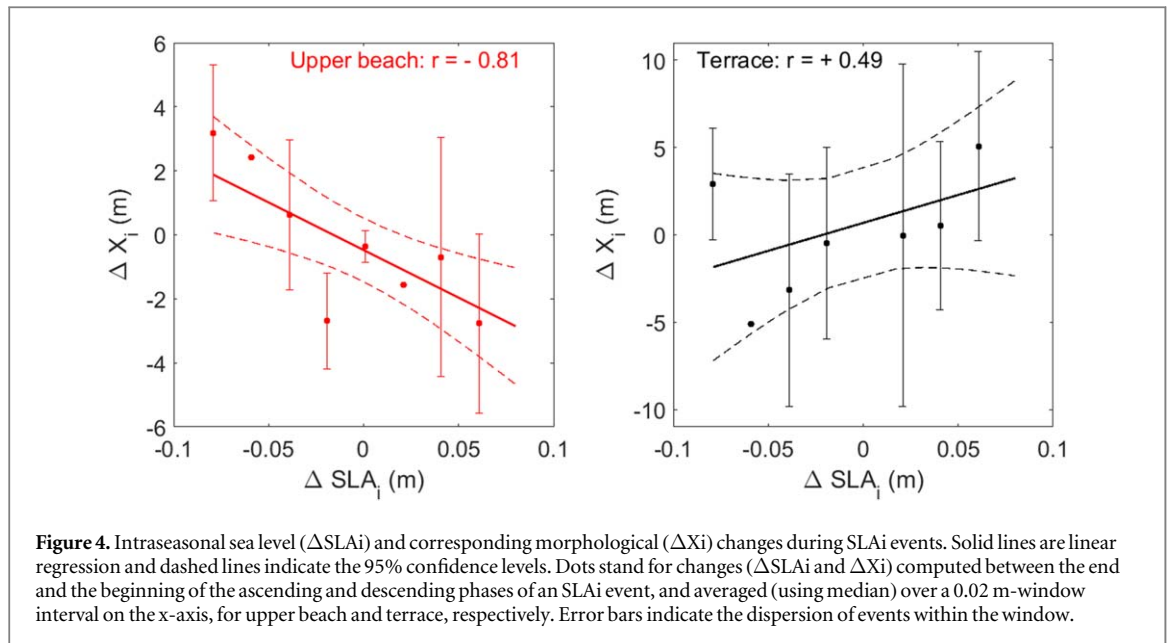 Upper beach: r = - 0.81
6
4
2
0
-2
-4
-6
Δ Xi (m)
-0.1 -0.05 0 0.05 0.1
Δ SLAi (m)
Terrace: r = + 0.49
10
5
0
-5
-10
Δ Xi (m)
-0.1 -0.05 0 0.05 0.1
Δ SLAi (m)
Figure 4. Intraseasonal sea level (ΔSLAi) and corresponding morphological (ΔXi) changes during SLAi events. Solid lines are linear
regression and dashed lines indicate the 95% confidence levels. Dots stand for changes (ΔSLAi and ΔXi) computed between the end
and the beginning of the ascending and descending phases of an SLAi event, and averaged (using median) over a 0.02 m-window
interval on the x-axis, for upper beach and terrace, respectively. Error bars indicate the dispersion of events within the window.